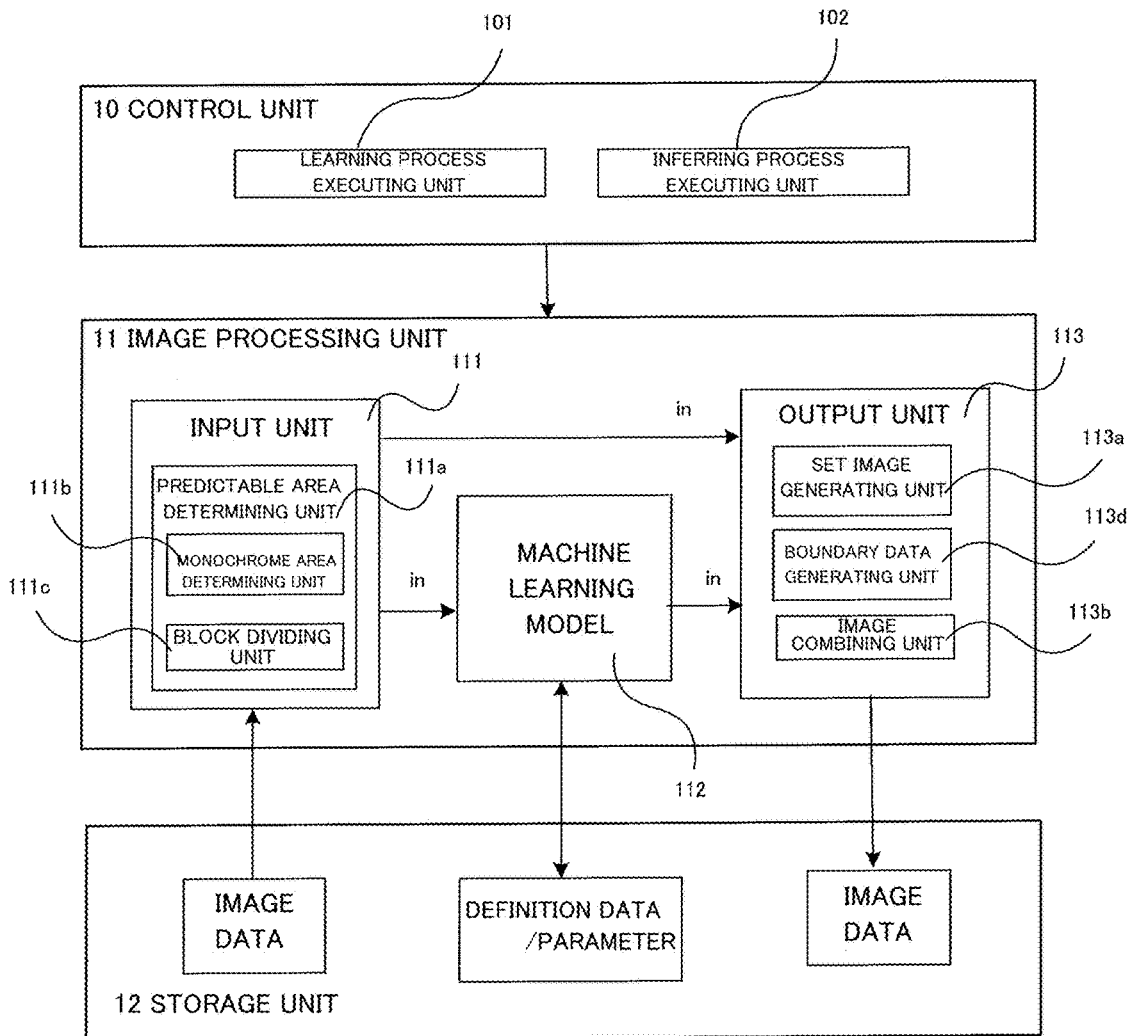 101
102
10 CONTROL UNIT
LEARNING PROCESS
EXECUTING UNIT
INFERRING PROCESS
EXECUTING UNIT
11 IMAGE PROCESSING UNIT
111
113
INPUT UNIT
in
OUTPUT UNIT
113a
SET IMAGE
GENERATING UNIT
111a
111b
PREDICTABLE AREA
DETERMINING UNIT
113d
MONOCHROME AREA
DETERMINING UNIT
MACHINE
LEARNING
MODEL
BOUNDARY DATA
GENERATING UNIT
111c
in
in
113b
BLOCK DIVIDING
UNIT
IMAGE
COMBINING UNIT
112
IMAGE
DATA
DEFINITION DATA
/PARAMETER
IMAGE
DATA
12 STORAGE UNIT